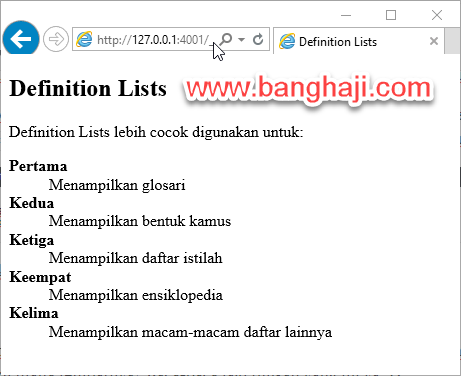 http://127.0.0.1:4001/_
Definition Lists
Definition Lists
www.banghaji.com
Definition Lists lebih cocok digunakan untuk:
Pertama
Menampilkan glosari
Kedua
Menampilkan bentuk kamus
Ketiga
Menampilkan daftar istilah
Keempat
Menampilkan ensiklopedia
Kelima
Menampilkan macam-macam daftar lainnya